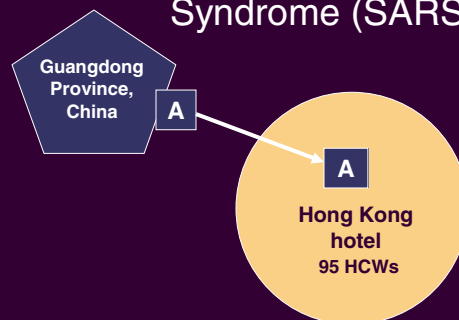 Syndrome (SARS
Guangdong
Province,
China
A
A
Hong Kong
hotel
95 HCWs